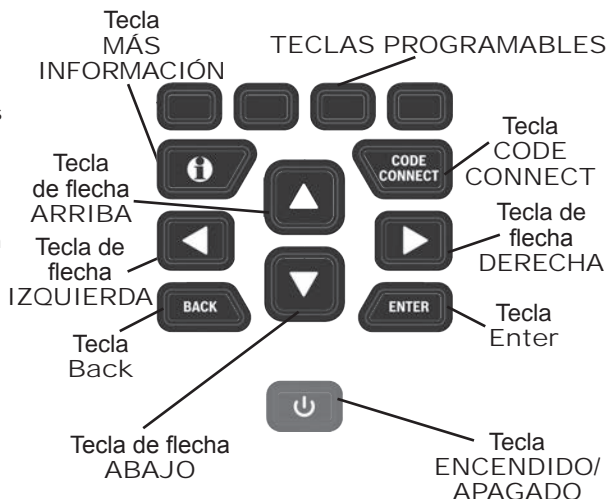 Tecla
MÁS
INFORMACIÓN
TECLAS PROGRAMABLES
s
Tecla
de flecha
ARRIBA
CODE
CONNECT
Tecla
CODE
CONNECT
Tecla de
flecha
IZQUIERDA
Tecla de
flecha
DERECHA
BACK
ENTER
Tecla
Back
Tecla
Enter
Tecla de flecha
ABAJO
Tecla
ENCENDIDO/
APAGADO